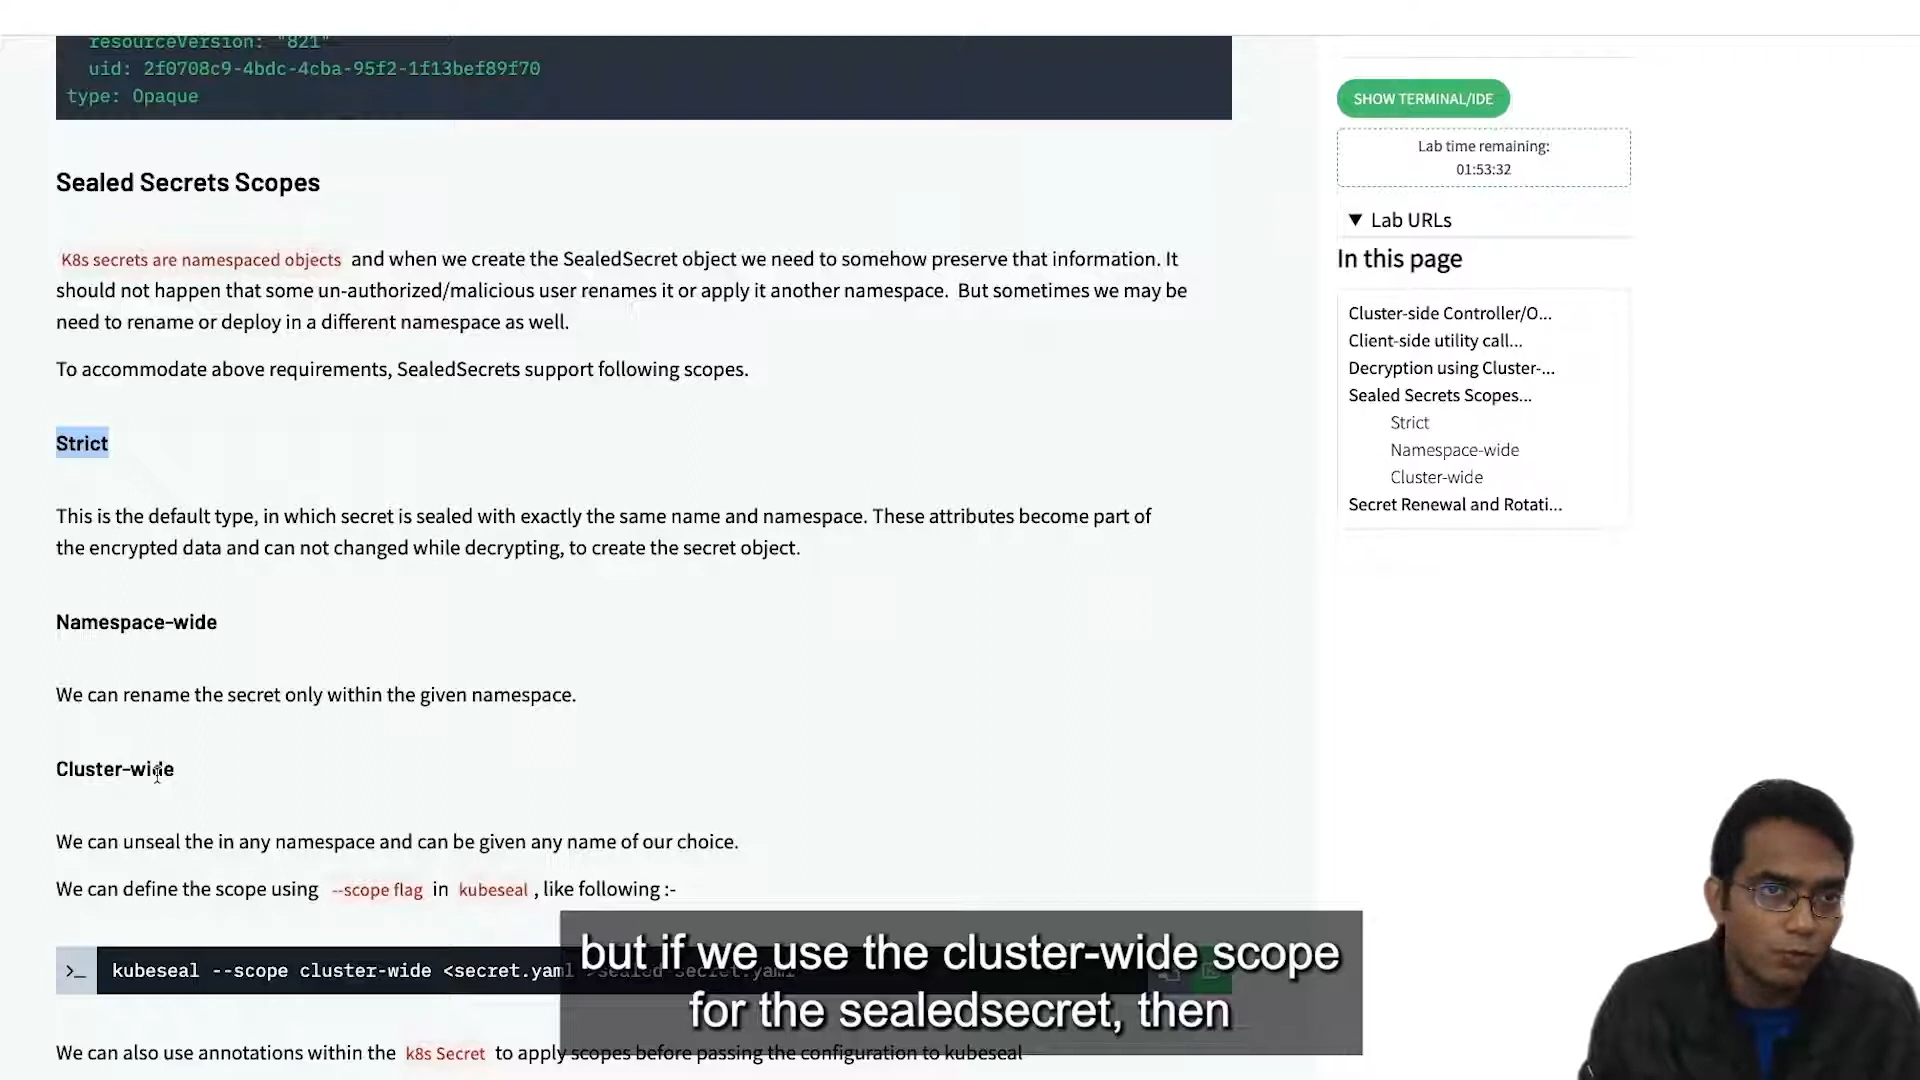 resourceVersion: "821"
uid: 2f0708c9-4bdc-4cba-95f2-1f13bef89f70
type: Opaque
Sealed Secrets Scopes
K8s secrets are namespaced objects and when we create the SealedSecret object we need to somehow preserve that information. It
should not happen that some un-authorized/malicious user renames it or apply it another namespace. But sometimes we may be
need to rename or deploy in a different namespace as well.
To accommodate above requirements, SealedSecrets support following scopes.
Strict
This is the default type, in which secret is sealed with exactly the same name and namespace. These attributes become part of
the encrypted data and can not changed while decrypting, to create the secret object.
Namespace-wide
We can rename the secret only within the given namespace.
Cluster-wide
We can unseal the in any namespace and can be given any name of our choice.
We can define the scope using --scope flag in kubeseal , like following :-
>_ kubeseal --scope cluster-wide <secret.yaml >sealed-secret.yaml
We can also use annotations within the k8s Secret to apply scopes before passing the configuration to kubeseal
but if we use the cluster-wide scope
for the sealedsecret, then
SHOW TERMINAL/IDE
Lab time remaining:
01:53:32
▼ Lab URLs
In this page
Cluster-side Controller/O...
Client-side utility call...
Decryption using Cluster-...
Sealed Secrets Scopes...
Strict
Namespace-wide
Cluster-wide
Secret Renewal and Rotati...